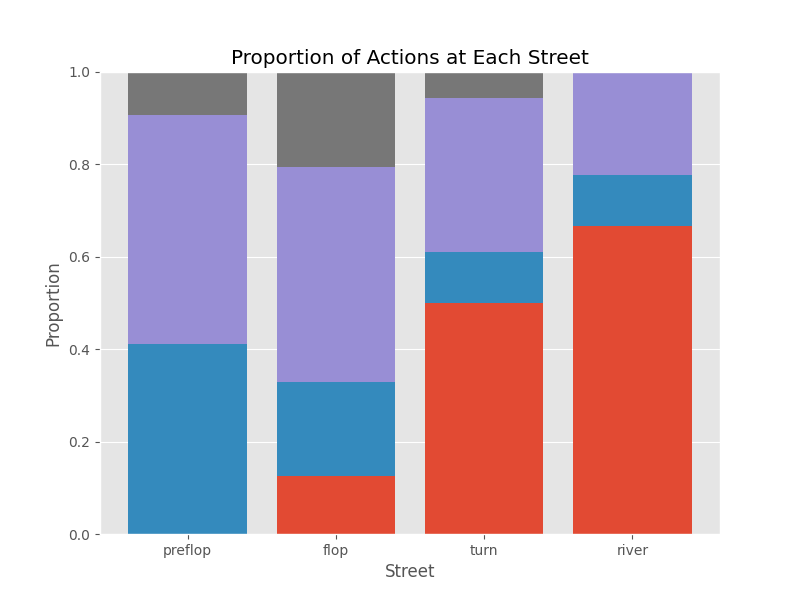 Proportion of Actions at Each Street
1.0
0.8
0.6
0.4
0.2
0.0
Proportion
preflop flop turn river
Street